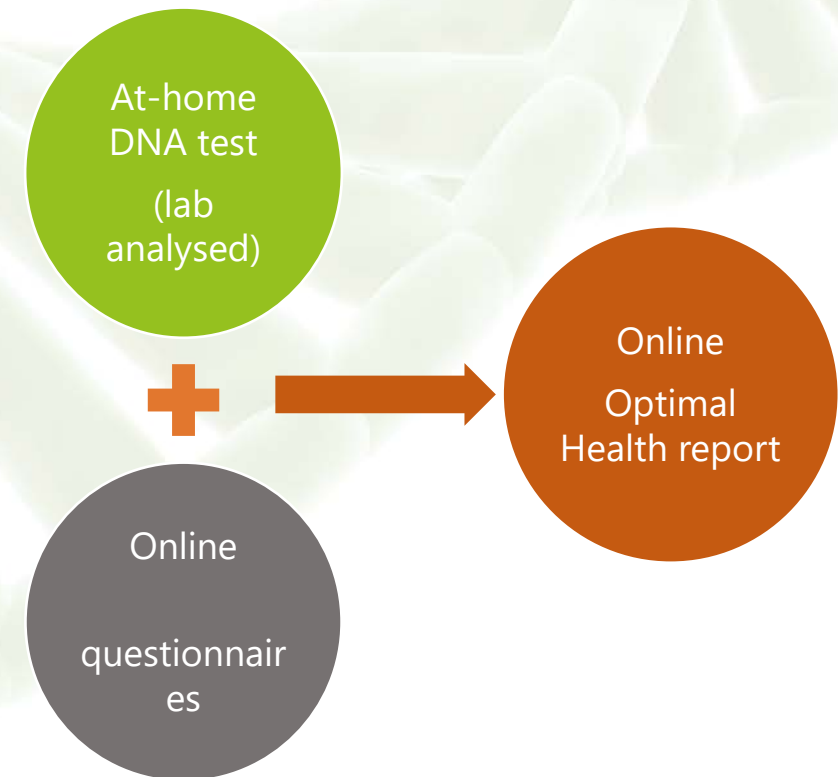 At-home
DNA test
(lab
analysed)
Online
questionnair
es
Online
Optimal
Health report